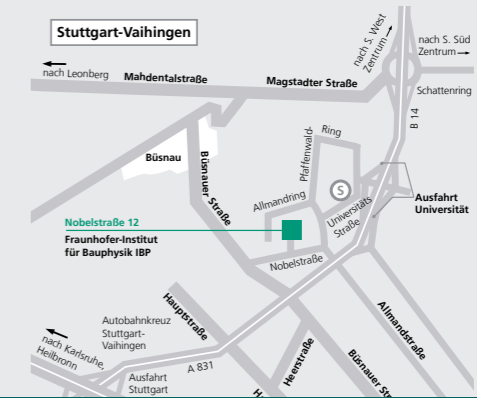 Stuttgart-Vaihingen
nach S. West
Zentrum
nach S. Süd
Zentrum
nach Leonberg
Mahdentalstraße
Magstadter Straße
Schattenring
B 14
Ring
Pfaffenwald-
Büsnau
Büsnauer
Straße
S
Allmandring
Universitäts
Straße
Ausfahrt
Universität
Nobelstraße 12
Fraunhofer-Institut
für Bauphysik IBP
Nobelstraße
Hauptstraße
Allmandstraße
Autobahnkreuz
Stuttgart-
Vaihingen
nach Karlsruhe,
Heilbronn
A 831
Heerstraße
Büsnauer Str
Ausfahrt
Stuttgart